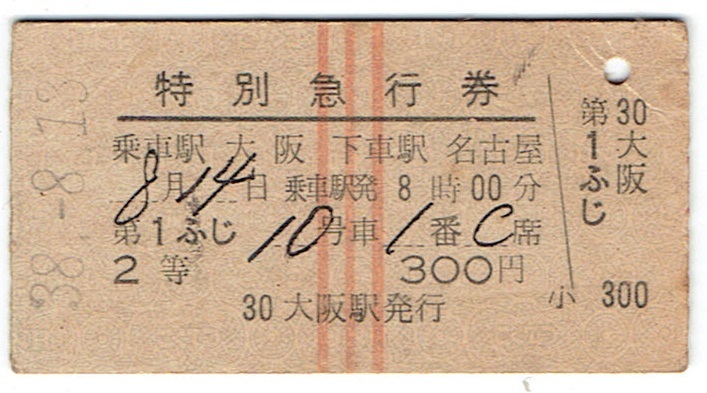 特別急行券
乗車駅 大阪 下車駅 名古屋
8月14日 乗車駅発 8時00分
第1ふじ 10号車 1番C席
2等 300円
30 大阪駅発行
30大阪
第1ふじ
小 300
38.-8.13